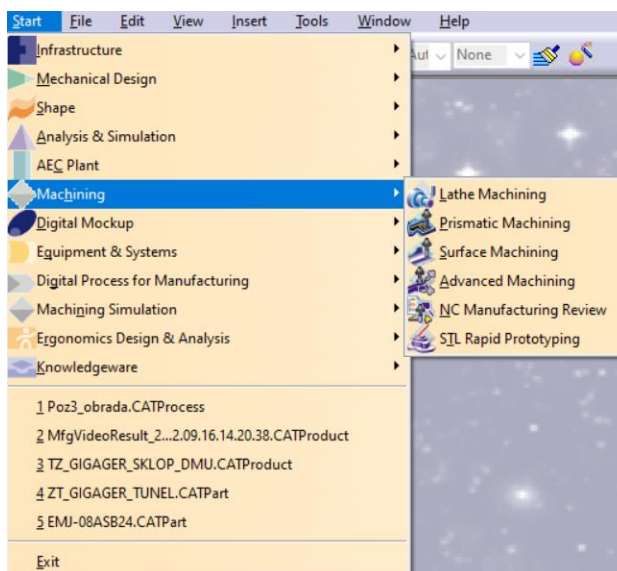 Start File Edit View Insert Tools Window Help
Infrastructure
Aut None
Mechanical Design
Shape
Analysis & Simulation
AEC Plant
Machining
Lathe Machining
Digital Mockup
Prismatic Machining
Equipment & Systems
Surface Machining
Digital Process for Manufacturing
Advanced Machining
Machining Simulation
NC Manufacturing Review
Ergonomics Design & Analysis
STL Rapid Prototyping
Knowledgeware
1 Poz3_obrada.CATProcess
2 MfgVideoResult_2...2.09.16.14.20.38.CATProduct
3 TZ_GIGAGER_SKLOP_DMU.CATProduct
4 ZT_GIGAGER_TUNEL.CATPart
5 EMJ-08ASB24.CATPart
Exit